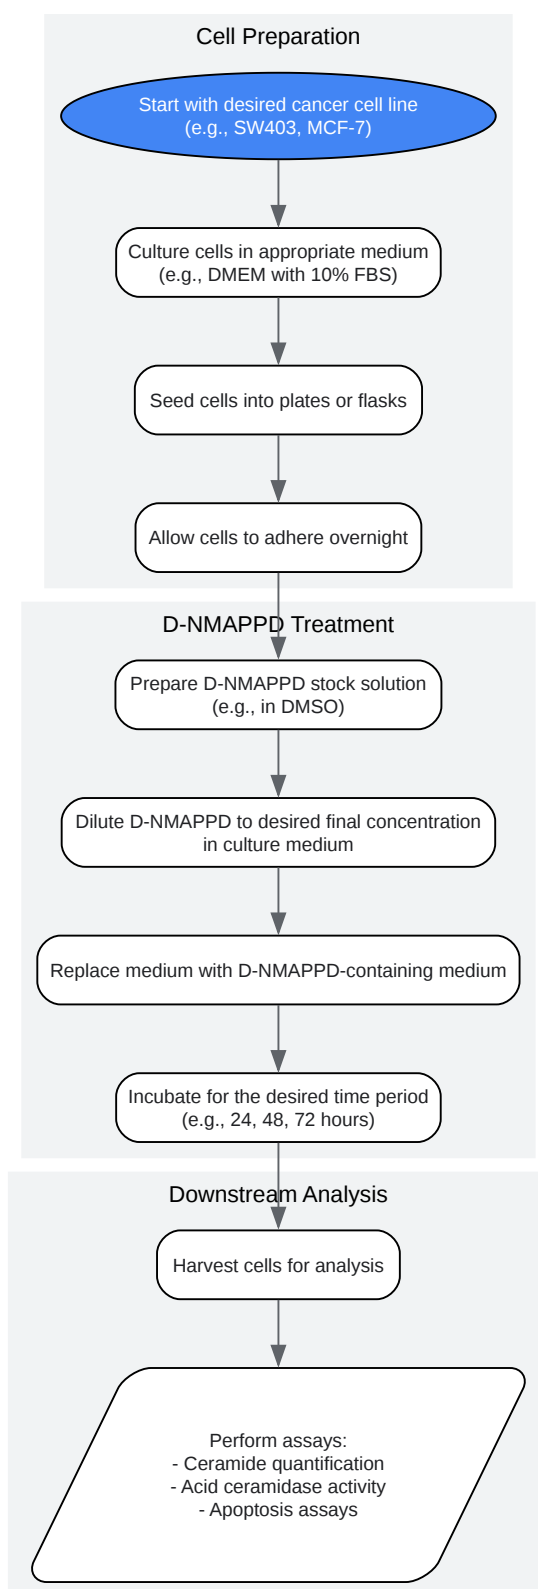 Cell Preparation
Start with desired cancer cell line
(e.g., SW403, MCF-7)
Culture cells in appropriate medium
(e.g., DMEM with 10% FBS)
Seed cells into plates or flasks
Allow cells to adhere overnight
D-NMAPPD Treatment
Prepare D-NMAPPD stock solution
(e.g., in DMSO)
Dilute D-NMAPPD to desired final concentration
in culture medium
Replace medium with D-NMAPPD-containing medium
Incubate for the desired time period
(e.g., 24, 48, 72 hours)
Downstream Analysis
Harvest cells for analysis
Perform assays:
- Ceramide quantification
- Acid ceramidase activity
- Apoptosis assays